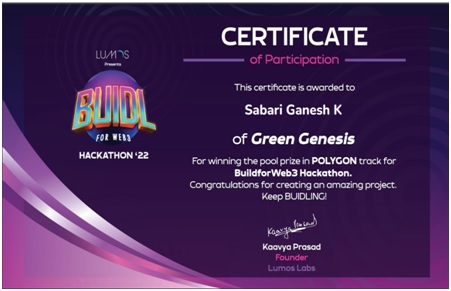 LUMOS
Presents
BUIDL
FOR WEB3
HACKATHON '22
CERTIFICATE
of Participation
This certificate is awarded to
Sabari Ganesh K
of Green Genesis
For winning the pool prize in POLYGON track for
BuildforWeb3 Hackathon.
Congratulations for creating an amazing project.
Keep BUIDLING!
Kaavya Prasad
Founder
Lumos Labs